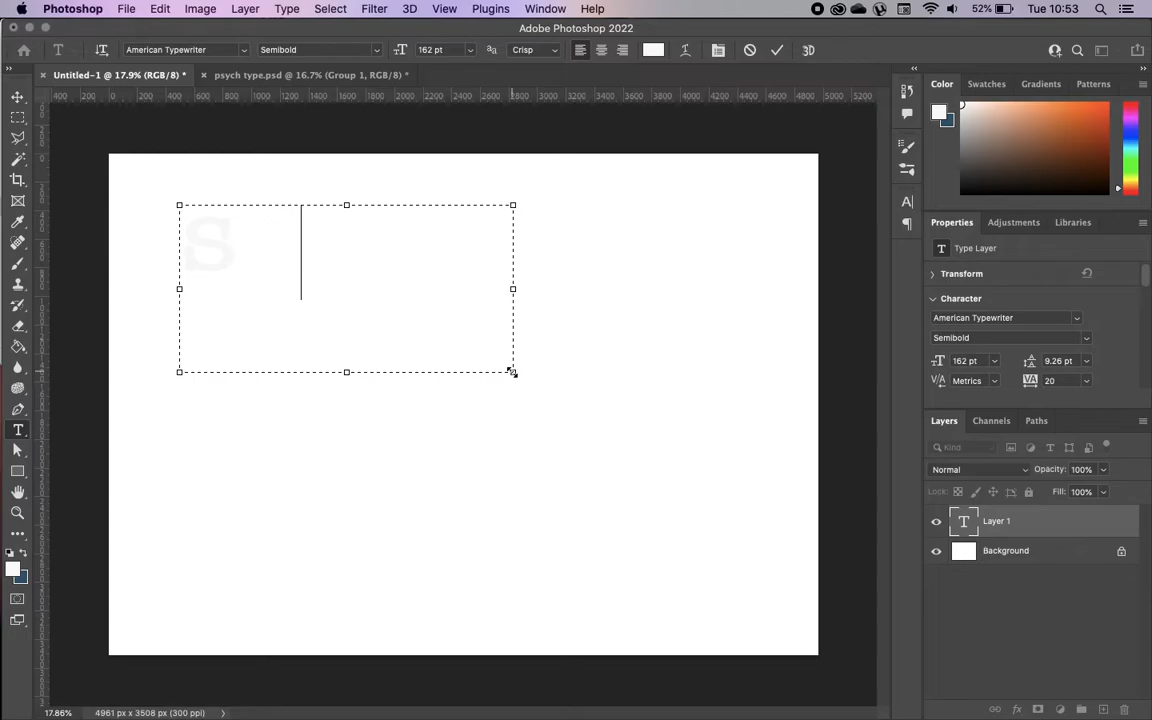 Photoshop File Edit Image Layer Type Select Filter 3D View Plugins Window Help 52% Tue 10:53
Adobe Photoshop 2022
T American Typewriter Semibold 162 pt Crisp 3D
Untitled-1 @ 17.9% (RGB/8) * psych type.psd @ 16.7% (Group 1, RGB/8) *
400 200 0 200 400 600 800 1000 1200 1400 1600 1800 2000 2200 2400 2600 2800 3000 3200 3400 3600 3800 4000 4200 4400 4600 4800 5000 5200
Color Swatches Gradients Patterns
S
Properties Adjustments Libraries
T Type Layer
Transform
Character
American Typewriter
Semibold
162 pt 9.26 pt
Metrics 20
Layers Channels Paths
Kind
Normal Opacity: 100%
Lock: Fill: 100%
T Layer 1
Background
17.86% 4961 px x 3508 px (300 ppi)